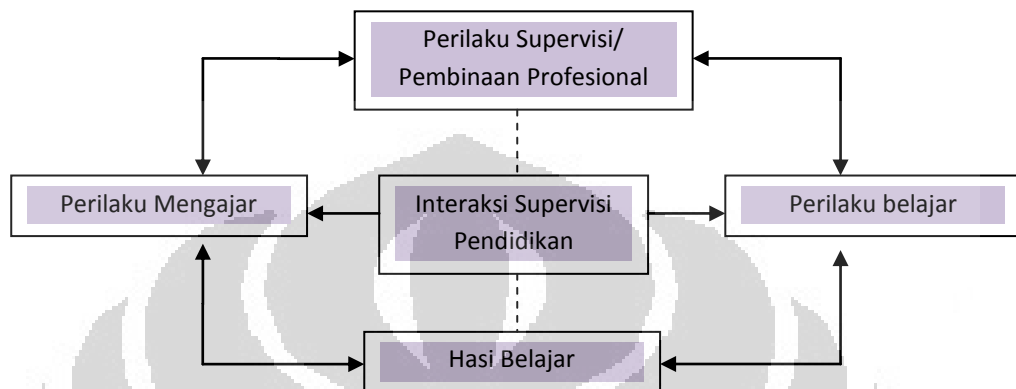 Perilaku Supervisi/
Pembinaan Profesional
Perilaku Mengajar
Interaksi Supervisi
Pendidikan
Perilaku belajar
Hasi Belajar